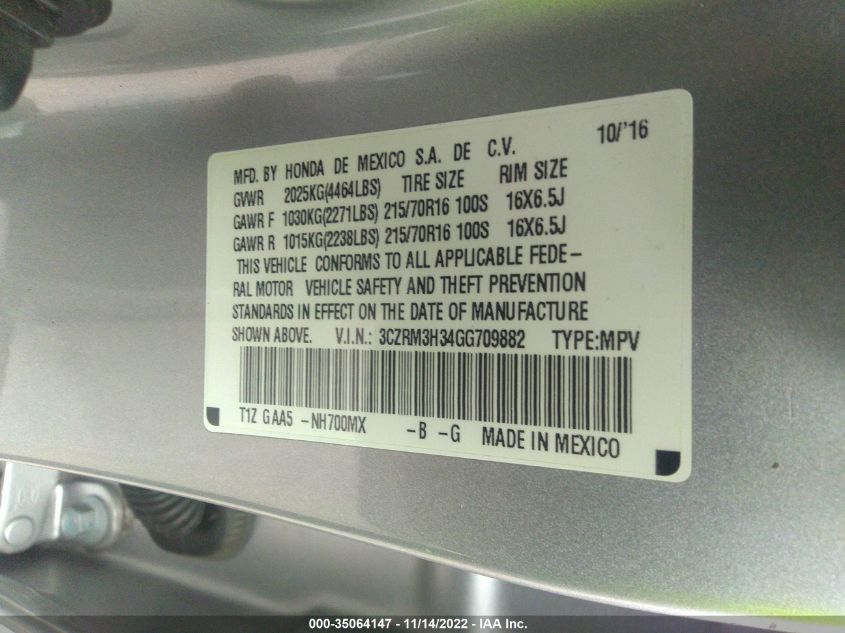 10/'16
MFD. BY HONDA DE MEXICO S.A. DE C.V.
GVWR 2025KG(4464LBS) TIRE SIZE RIM SIZE
GAWR F 1030KG(2271LBS) 215/70R16 100S 16X6.5J
GAWR R 1015KG(2238LBS) 215/70R16 100S 16X6.5J
THIS VEHICLE CONFORMS TO ALL APPLICABLE FEDE-
RAL MOTOR VEHICLE SAFETY AND THEFT PREVENTION
STANDARDS IN EFFECT ON THE DATE OF MANUFACTURE
SHOWN ABOVE. V.I.N.: 3CZRM3H34GG709882 TYPE:MPV
T1Z GAA5 -NH700MX -B -G MADE IN MEXICO
000-35064147 - 11/14/2022 - IAA Inc.